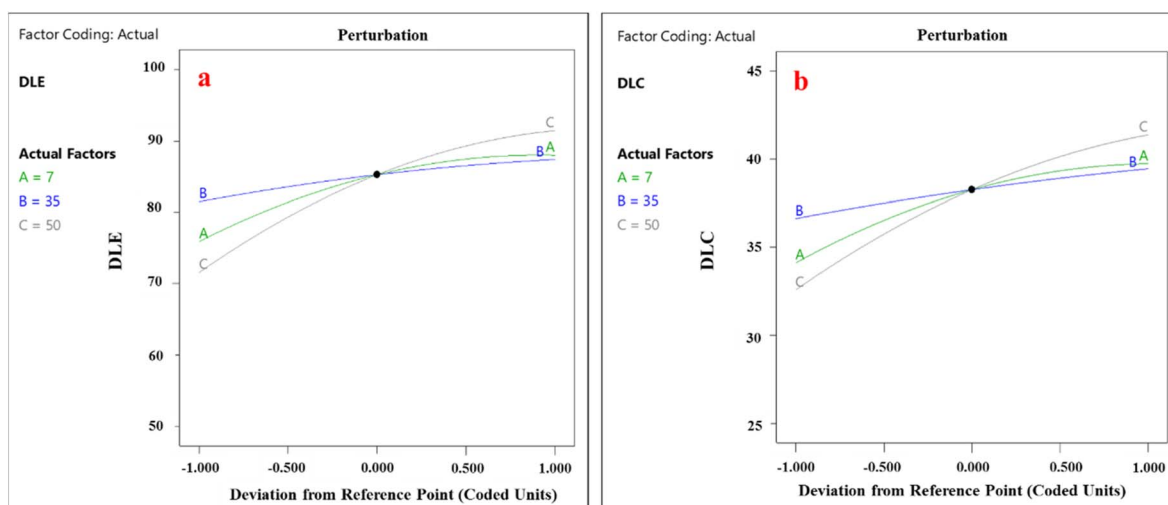 Factor Coding: Actual
Perturbation
DLE
a
Actual Factors
A = 7
B = 35
C = 50
DLE
100
90
80
70
60
50
B
A
C
C
A
B
-1.000
-0.500
0.000
0.500
1.000
Deviation from Reference Point (Coded Units)
Factor Coding: Actual
Perturbation
DLC
b
Actual Factors
A = 7
B = 35
C = 50
DLC
45
40
35
30
25
B
A
C
C
A
B
-1.000
-0.500
0.000
0.500
1.000
Deviation from Reference Point (Coded Units)